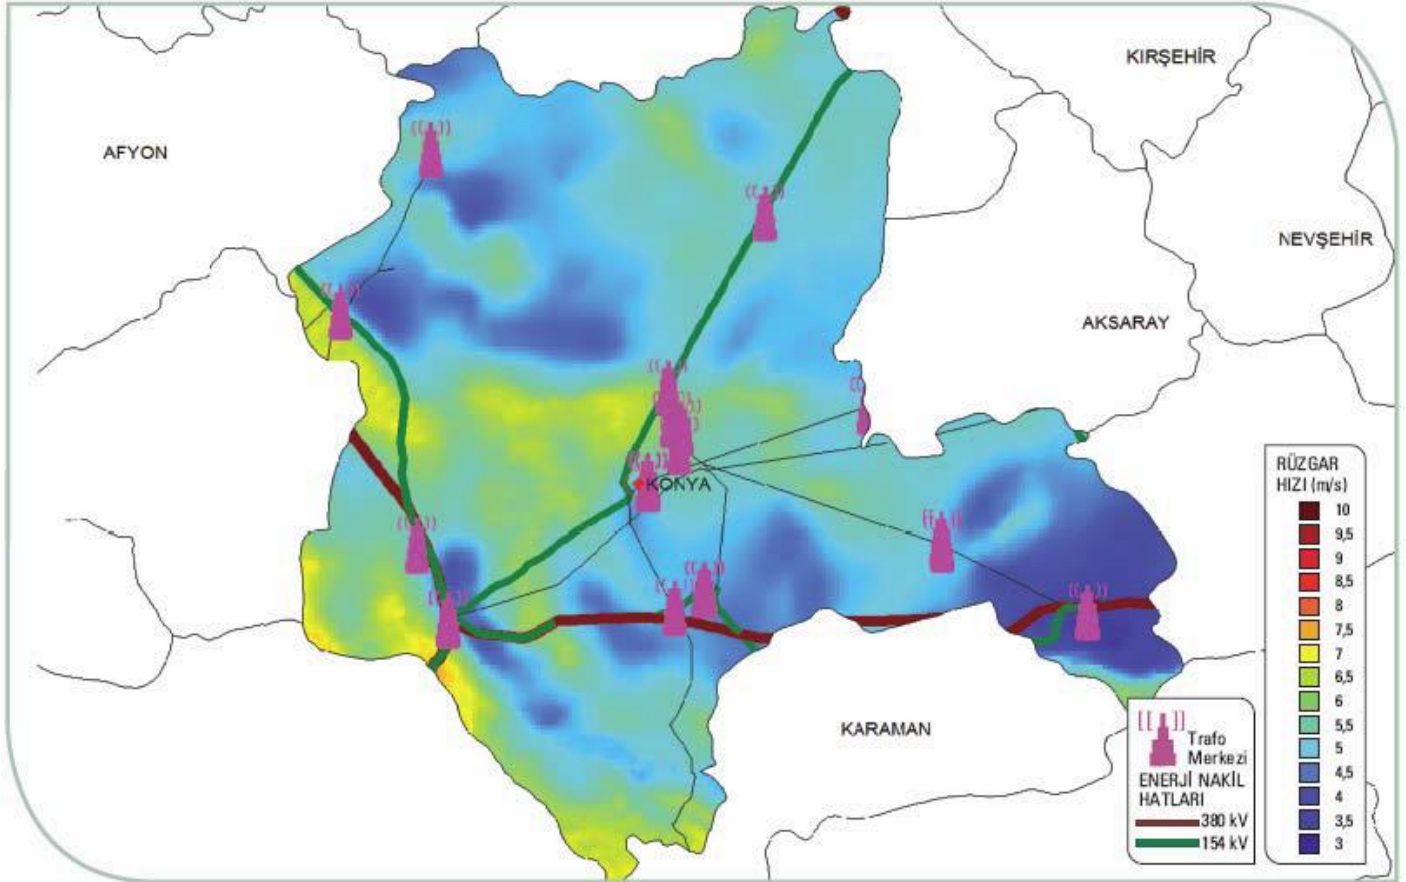 KIRŞEHİR
AFYON
NEVŞEHİR
AKSARAY
KONYA
KARAMAN
RÜZGAR
HIZI (m/s)
10
9,5
9
8,5
8
7,5
7
6,5
6
5,5
5
4,5
4
3,5
3
Trafo
Merkezi
ENERJİ NAKİL
HATLARI
380 kV
154 kV